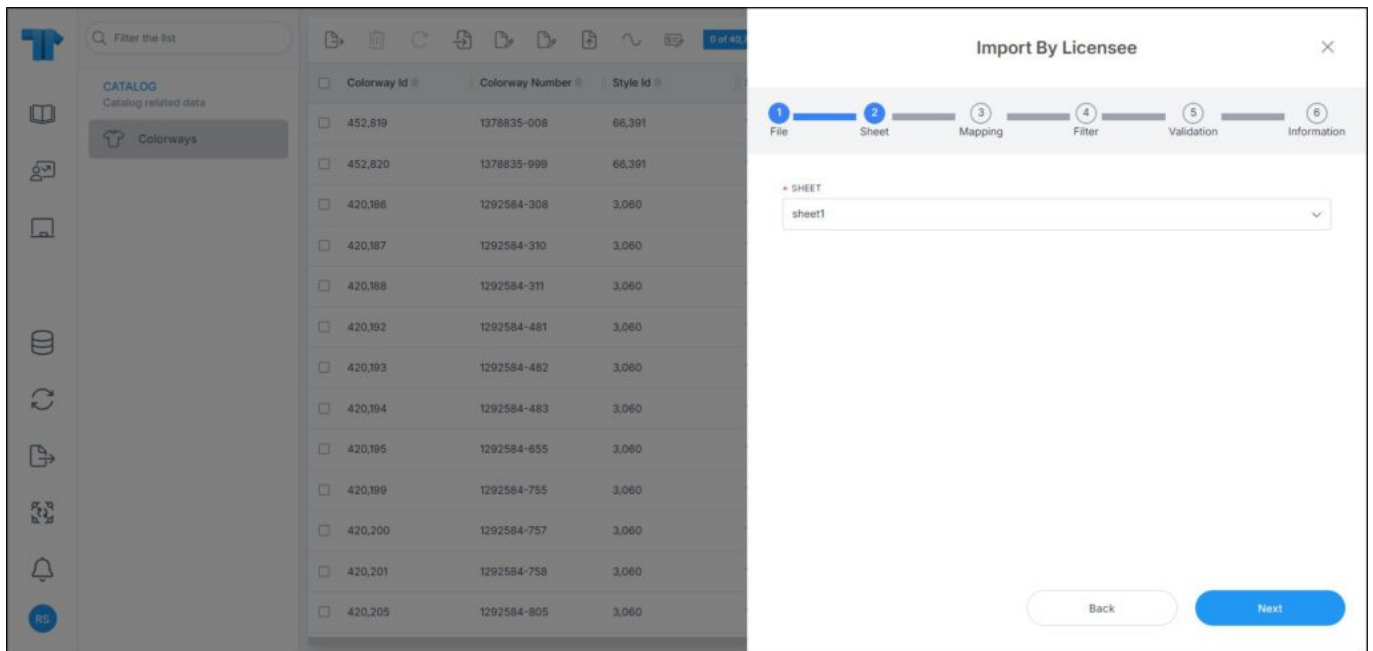 Filter the list
CATALOG
Catalog related data
Colorways
RS
0 of 40,7
Colorway Id
Colorway Number
Style Id
452,819
1378835-008
66,391
452,820
1378835-999
66,391
420,186
1292584-308
3,060
420,187
1292584-310
3,060
420,188
1292584-311
3,060
420,192
1292584-481
3,060
420,193
1292584-482
3,060
420,194
1292584-483
3,060
420,195
1292584-655
3,060
420,199
1292584-755
3,060
420,200
1292584-757
3,060
420,201
1292584-758
3,060
420,205
1292584-805
3,060
Import By Licensee
1
File
2
Sheet
3
Mapping
4
Filter
5
Validation
6
Information
* SHEET
sheet1
Back
Next